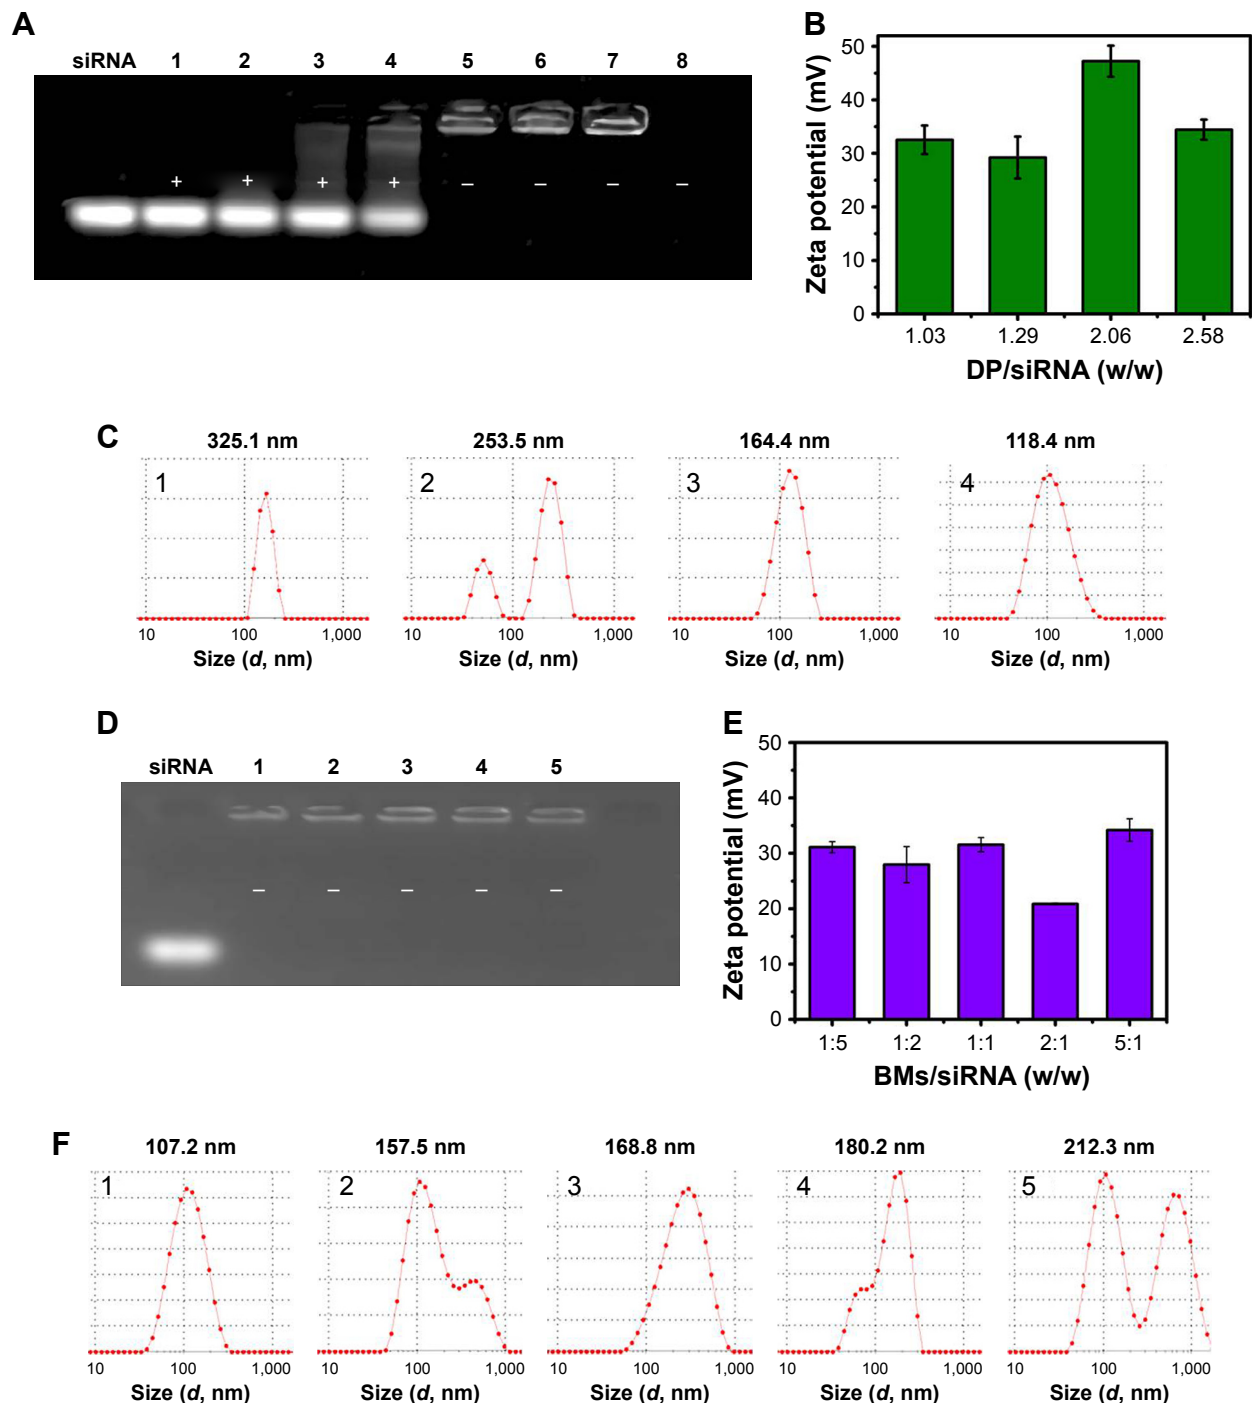 A
siRNA 1 2 3 4 5 6 7 8
+ + + + – – – –
B
Zeta potential (mV)
50
40
30
20
10
0
1.03 1.29 2.06 2.58
DP/siRNA (w/w)
C
325.1 nm 253.5 nm 164.4 nm 118.4 nm
1 2 3 4
10 100 1,000 10 100 1,000 10 100 1,000 10 100 1,000
Size (d, nm) Size (d, nm) Size (d, nm) Size (d, nm)
D
siRNA 1 2 3 4 5
– – – – –
E
Zeta potential (mV)
50
40
30
20
10
0
1:5 1:2 1:1 2:1 5:1
BMs/siRNA (w/w)
F
107.2 nm 157.5 nm 168.8 nm 180.2 nm 212.3 nm
1 2 3 4 5
10 100 1,000 10 100 1,000 10 100 1,000 10 100 1,000 10 100 1,000
Size (d, nm) Size (d, nm) Size (d, nm) Size (d, nm) Size (d, nm)